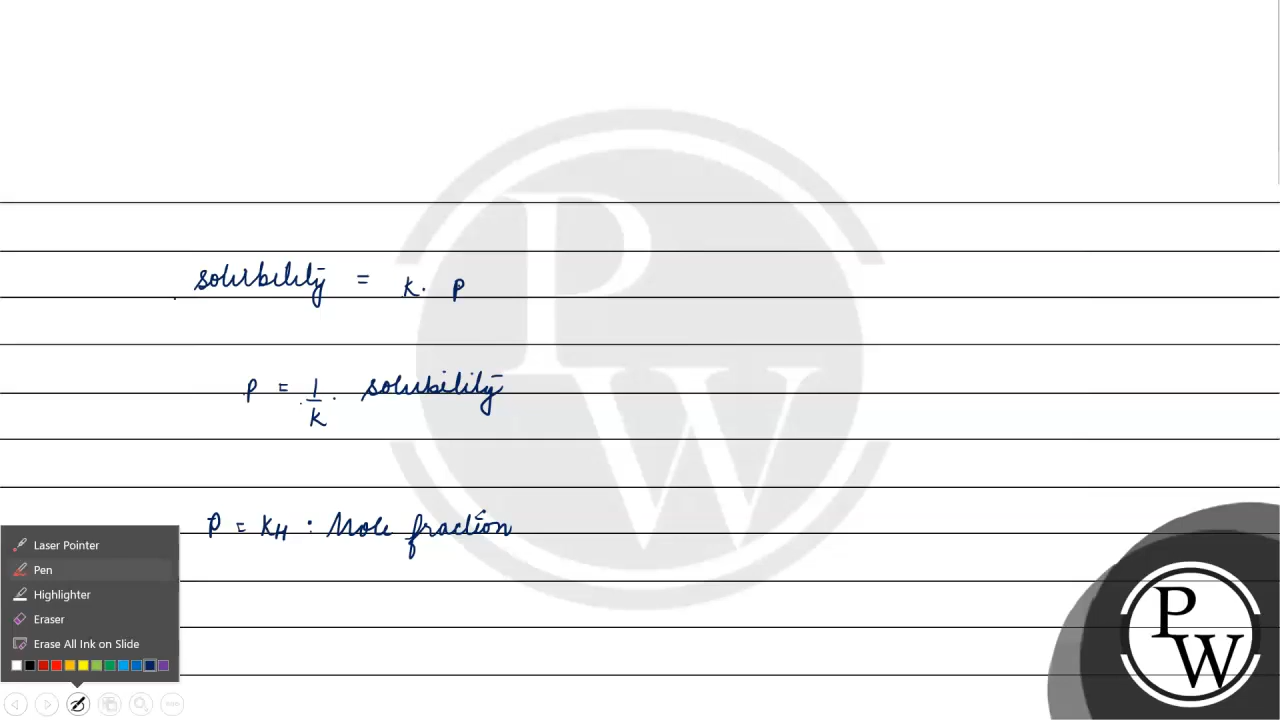 solubility = K. P
P = 1/K. solubility
P = KH : Mole fraction
Laser Pointer
Pen
Highlighter
Eraser
Erase All Ink on Slide
P
W
P
W